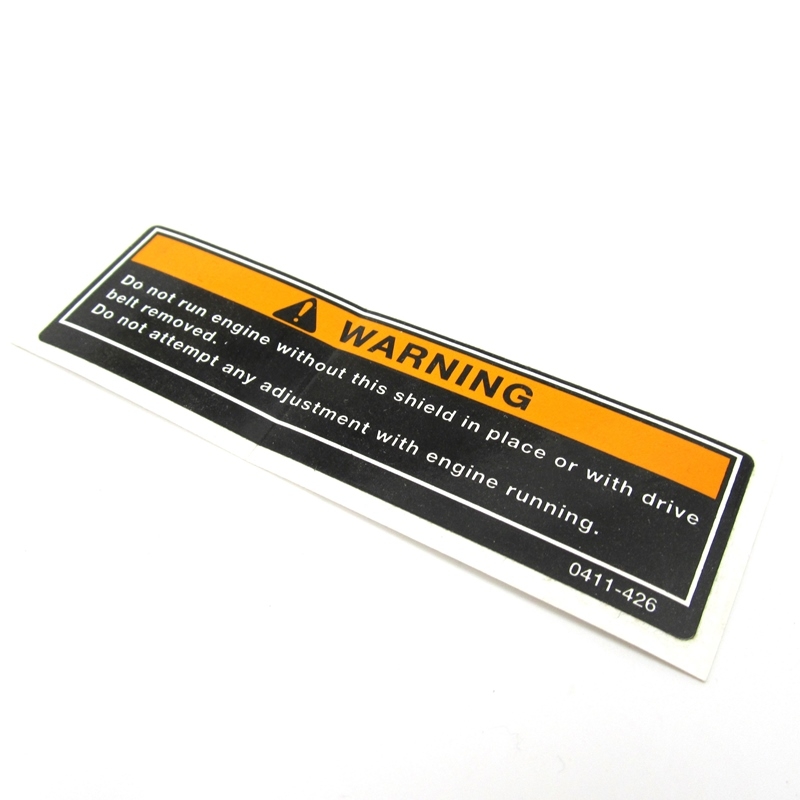 WARNING
Do not run engine without this shield in place or with drive
belt removed.
Do not attempt any adjustment with engine running.
0411-426